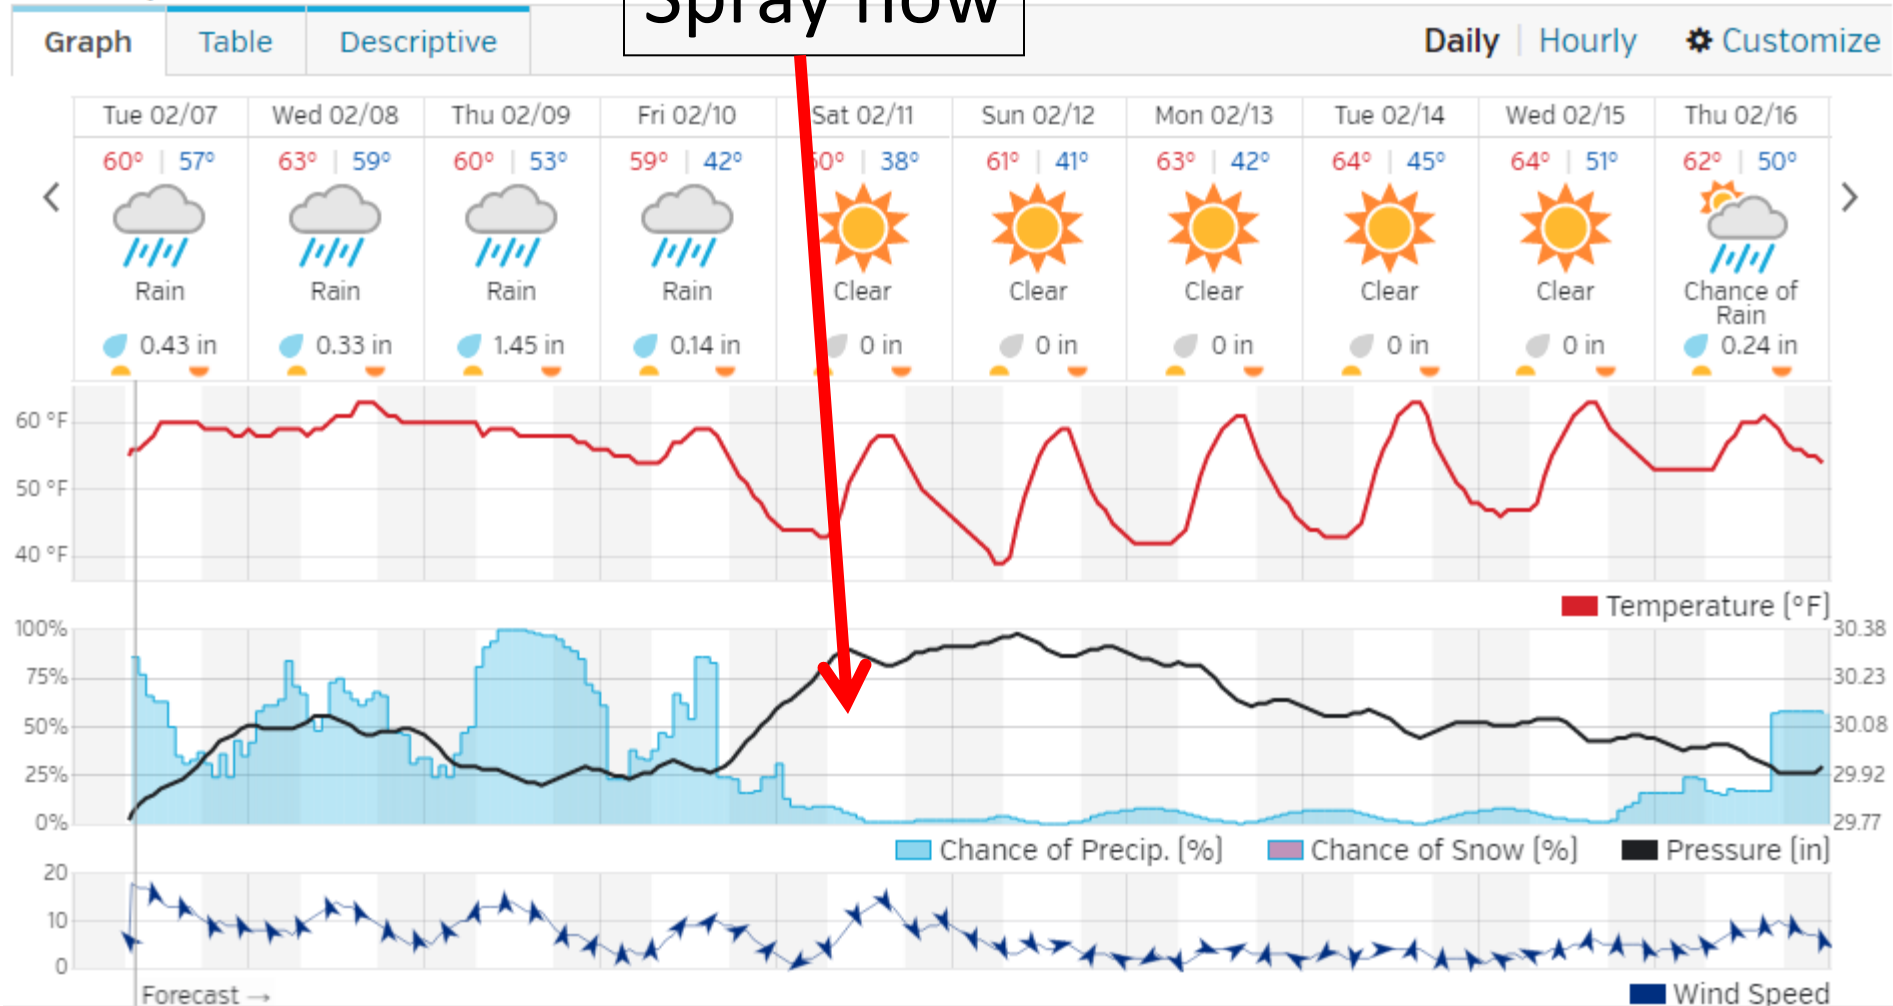 Spray now
Graph Table Descriptive Daily Hourly Customize
Tue 02/07 Wed 02/08 Thu 02/09 Fri 02/10 Sat 02/11 Sun 02/12 Mon 02/13 Tue 02/14 Wed 02/15 Thu 02/16
60° | 57° 63° | 59° 60° | 53° 59° | 42° 60° | 38° 61° | 41° 63° | 42° 64° | 45° 64° | 51° 62° | 50°
Rain Rain Rain Rain Clear Clear Clear Clear Clear Chance of
Rain
0.43 in 0.33 in 1.45 in 0.14 in 0 in 0 in 0 in 0 in 0 in 0.24 in
60 °F
50 °F
40 °F
Temperature (°F)
100% 30.38
75% 30.23
50% 30.08
25% 29.92
0% 29.77
Chance of Precip. (%) Chance of Snow (%) Pressure (in)
20
10
0
Forecast → Wind Speed